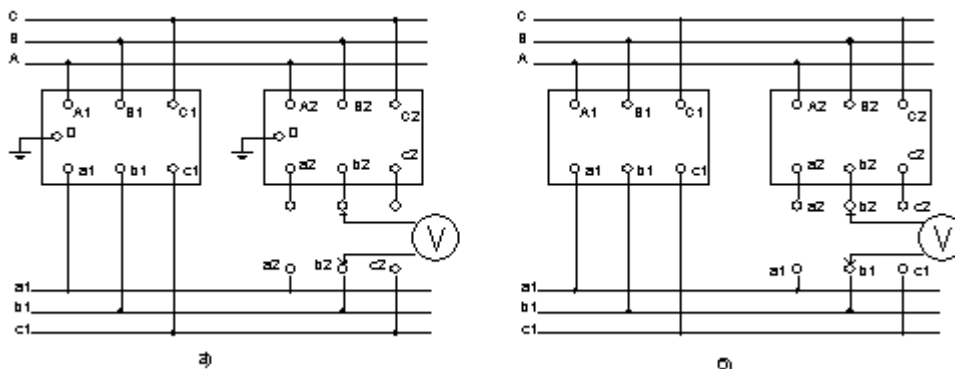 C C
B B
A A
A1 B1 C1 A2 B2 C2 A1 B1 C1 A2 B2 C2
0 0
a1 b1 c1 a2 b2 c2 a1 b1 c1 a2 b2 c2
a2 b2 c2
V V
a2 b2 c2 a1 b1 c1
a1 a1
b1 b1
c1 c1
а) б)